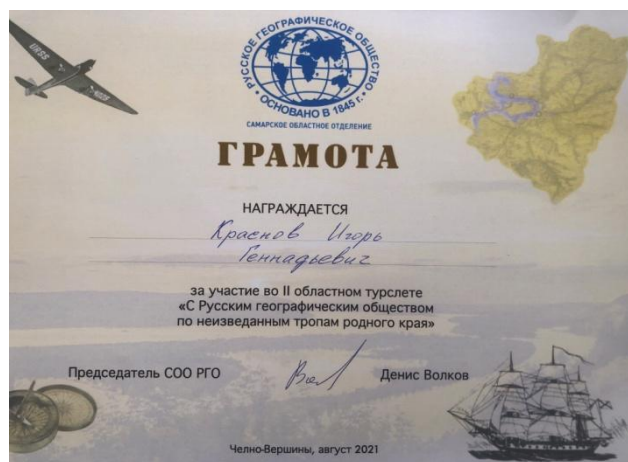 URSS
РУССКОЕ ГЕОГРАФИЧЕСКОЕ ОБЩЕСТВО
• ОСНОВАНО В 1845 г. •
САМАРСКОЕ ОБЛАСТНОЕ ОТДЕЛЕНИЕ
ГРАМОТА
НАГРАЖДАЕТСЯ
Краснов Игорь
Геннадьевич
за участие во II областном турслете
«С Русским географическим обществом
по неизведанным тропам родного края»
Председатель СОО РГО Денис Волков
Челно-Вершины, август 2021